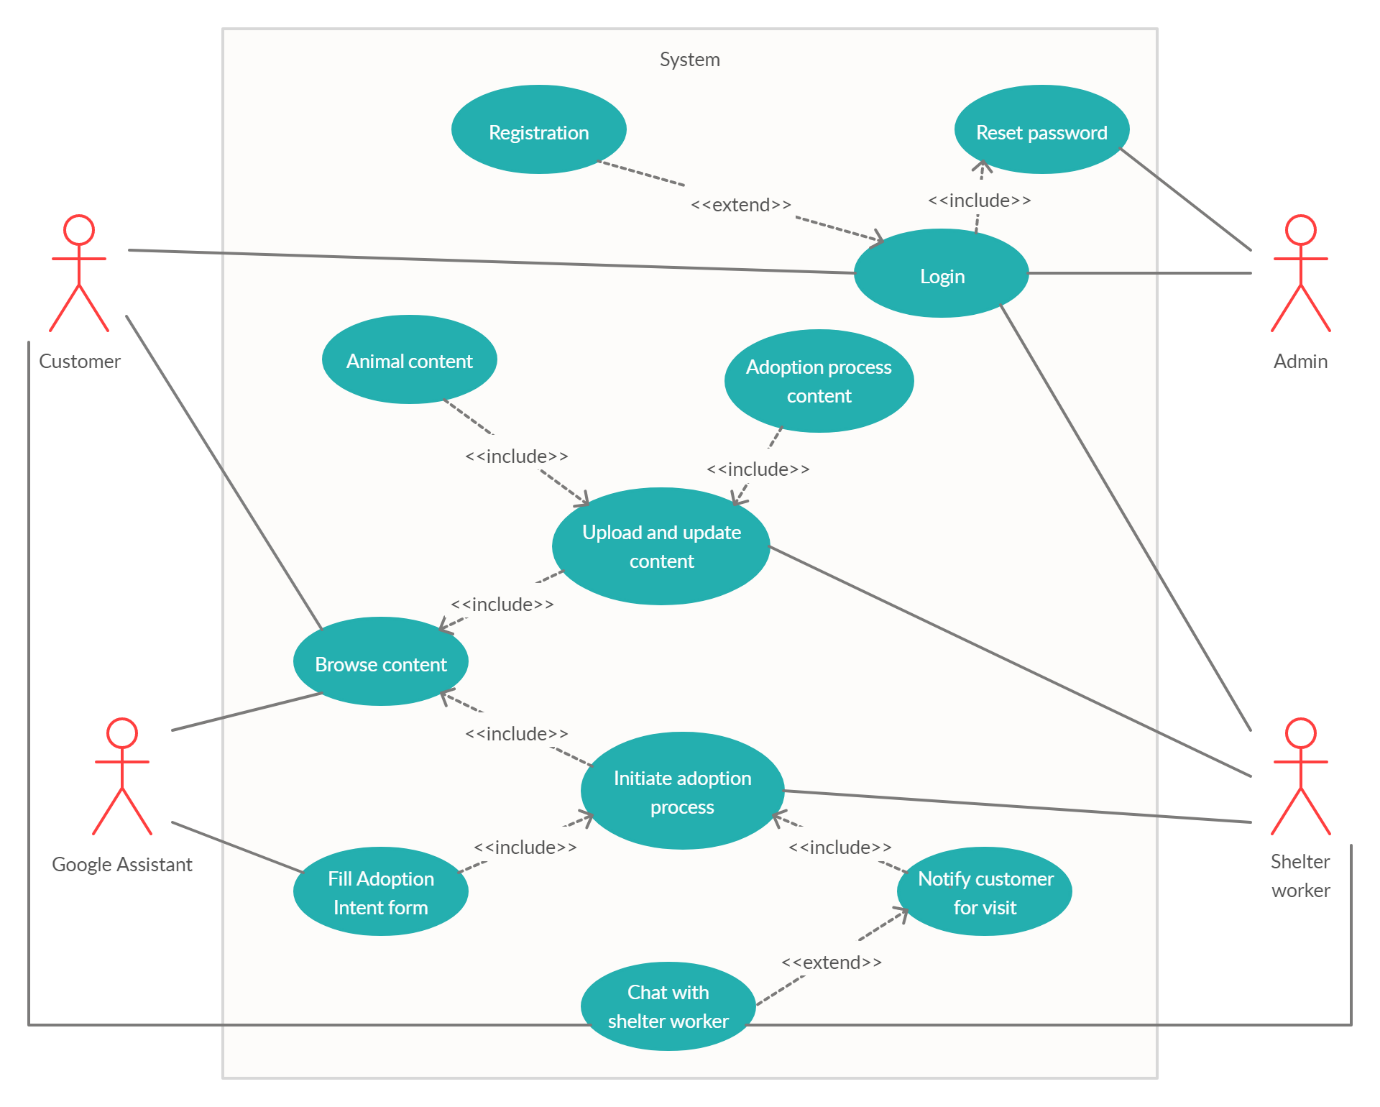 System
Registration
Reset password
<<extend>>
<<include>>
Login
Customer
Admin
Animal content
Adoption process
content
<<include>>
<<include>>
Upload and update
content
<<include>>
Browse content
<<include>>
Initiate adoption
process
Google Assistant
<<include>>
<<include>>
Shelter
worker
Fill Adoption
Intent form
Notify customer
for visit
<<extend>>
Chat with
shelter worker